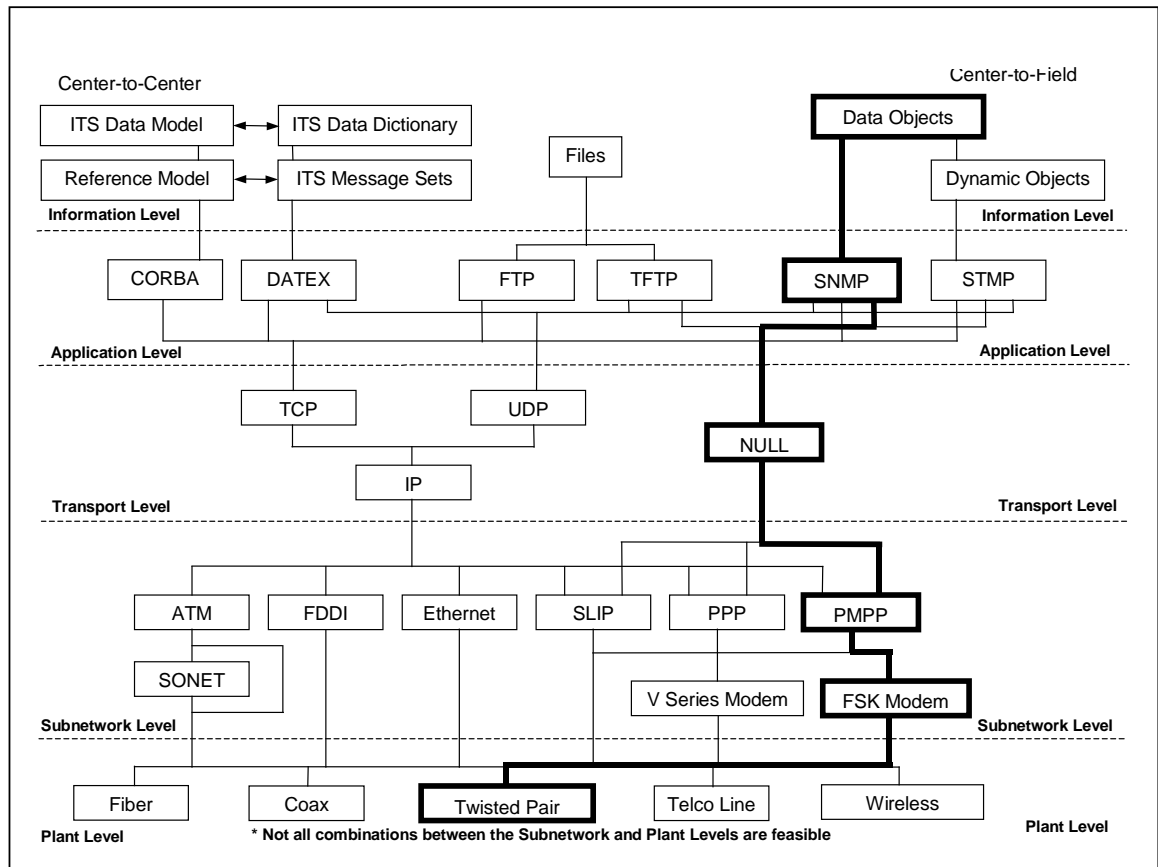 Center-to-Center
Center-to-Field
ITS Data Model
ITS Data Dictionary
Data Objects
Files
Reference Model
ITS Message Sets
Dynamic Objects
Information Level
Information Level
CORBA
DATEX
FTP
TFTP
SNMP
STMP
Application Level
Application Level
TCP
UDP
NULL
IP
Transport Level
Transport Level
ATM
FDDI
Ethernet
SLIP
PPP
PMPP
SONET
V Series Modem
FSK Modem
Subnetwork Level
Subnetwork Level
Fiber
Coax
Twisted Pair
Telco Line
Wireless
Plant Level
* Not all combinations between the Subnetwork and Plant Levels are feasible
Plant Level